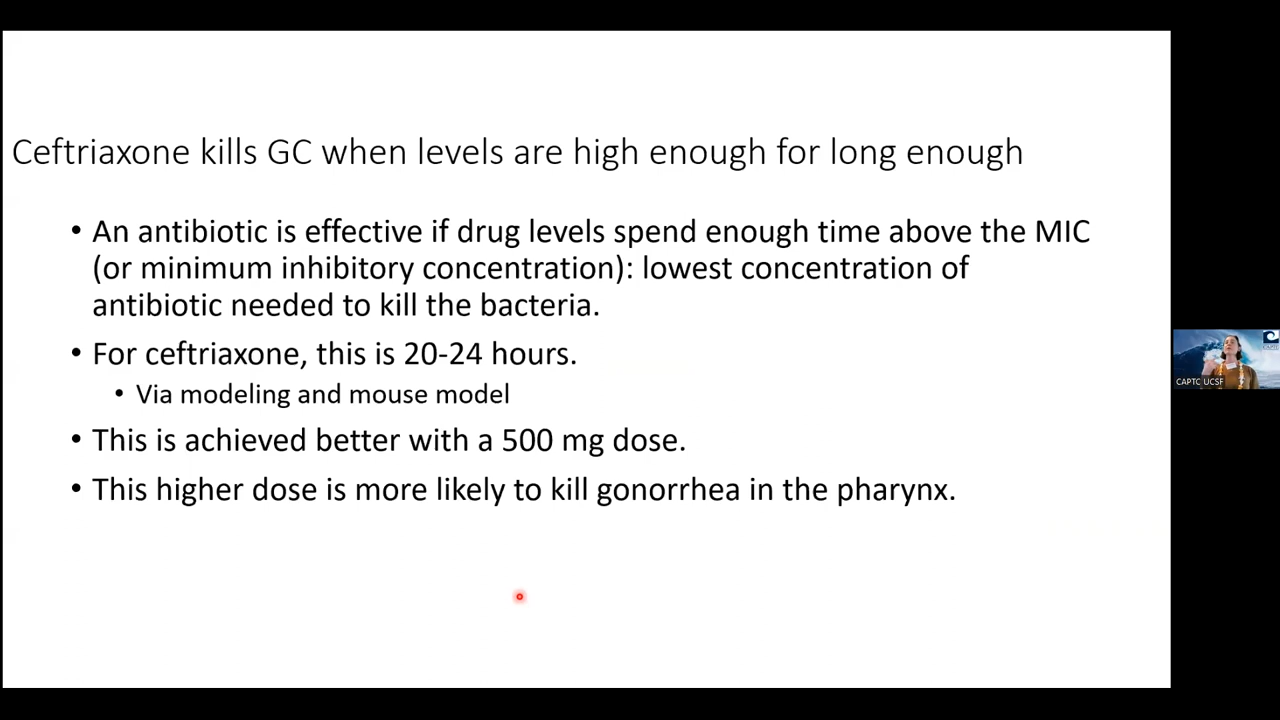 Ceftriaxone kills GC when levels are high enough for long enough
• An antibiotic is effective if drug levels spend enough time above the MIC
(or minimum inhibitory concentration): lowest concentration of
antibiotic needed to kill the bacteria.
• For ceftriaxone, this is 20-24 hours.
• Via modeling and mouse model
• This is achieved better with a 500 mg dose.
• This higher dose is more likely to kill gonorrhea in the pharynx.
CAPTC UCSF